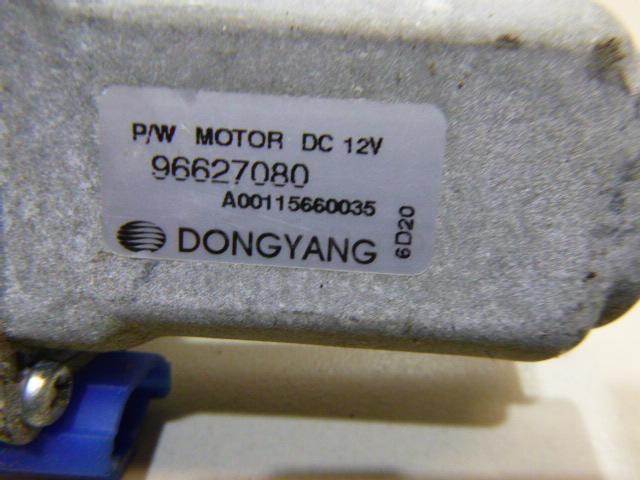 P/W MOTOR DC 12V
96627080
A00115660035
DONGYANG
6D20